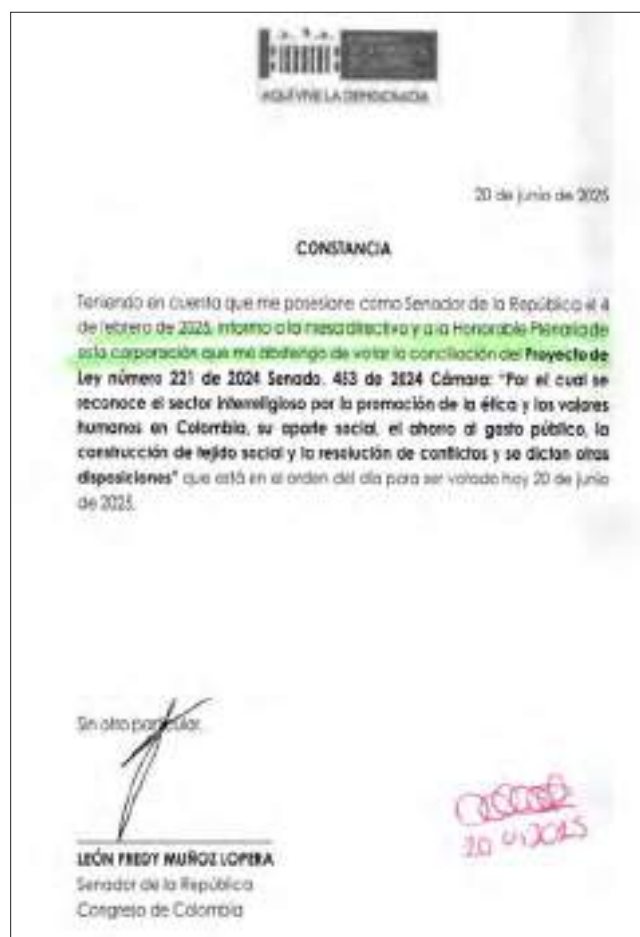 AQUÍ VIVE LA DEMOCRACIA
20 de junio de 2025
CONSTANCIA
Teniendo en cuenta que me posesione como Senador de la República el 4
de febrero de 2025, informo a la mesa directiva y a la Honorable Plenaria de
esta corporación que me abstengo de votar la conciliación del Proyecto de
Ley número 221 de 2024 Senado, 453 de 2024 Cámara: "Por el cual se
reconoce el sector interreligioso por la promoción de la ética y los valores
humanos en Colombia, su aporte social, el ahorro al gasto público, la
construcción de tejido social y la resolución de conflictos y se dictan otras
disposiciones" que está en el orden del día para ser votado hoy 20 de junio
de 2025.
Sin otro particular,
LEÓN FREDY MUÑOZ LOPERA
Senador de la República
Congreso de Colombia